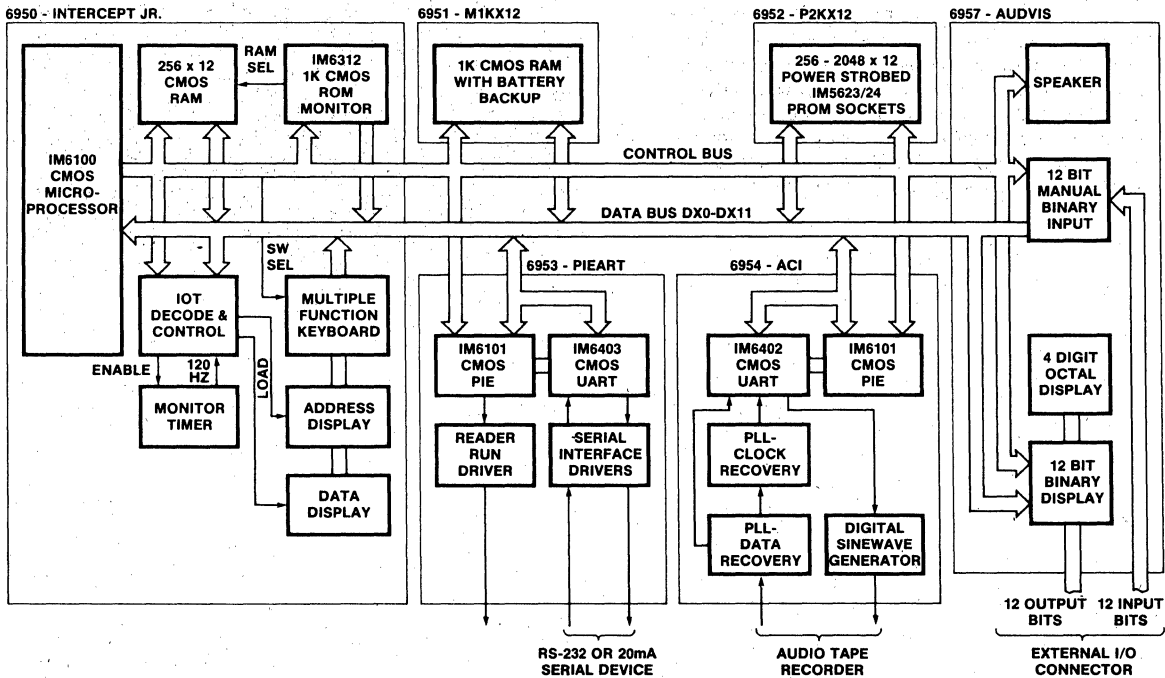 6950 - INTERCEPT JR.
6951 - M1KX12
6952 - P2KX12
6957 - AUDVIS
IM6100
CMOS
MICRO-
PROCESSOR
256 x 12
CMOS
RAM
RAM
SEL
IM6312
1K CMOS
ROM
MONITOR
1K CMOS RAM
WITH BATTERY
BACKUP
256 - 2048 x 12
POWER STROBED
IM5623/24
PROM SOCKETS
SPEAKER
CONTROL BUS
12 BIT
MANUAL
BINARY
INPUT
DATA BUS DX0-DX11
SW
SEL
6953 - PIEART
6954 - ACI
IOT
DECODE &
CONTROL
MULTIPLE
FUNCTION
KEYBOARD
IM6101
CMOS
PIE
IM6403
CMOS
UART
IM6402
CMOS
UART
IM6101
CMOS
PIE
4 DIGIT
OCTAL
DISPLAY
ENABLE
120
HZ
LOAD
MONITOR
TIMER
ADDRESS
DISPLAY
READER
RUN
DRIVER
SERIAL
INTERFACE
DRIVERS
PLL-
CLOCK
RECOVERY
12 BIT
BINARY
DISPLAY
DATA
DISPLAY
PLL-
DATA
RECOVERY
DIGITAL
SINEWAVE
GENERATOR
12 OUTPUT
BITS
12 INPUT
BITS
RS-232 OR 20mA
SERIAL DEVICE
AUDIO TAPE
RECORDER
EXTERNAL I/O
CONNECTOR